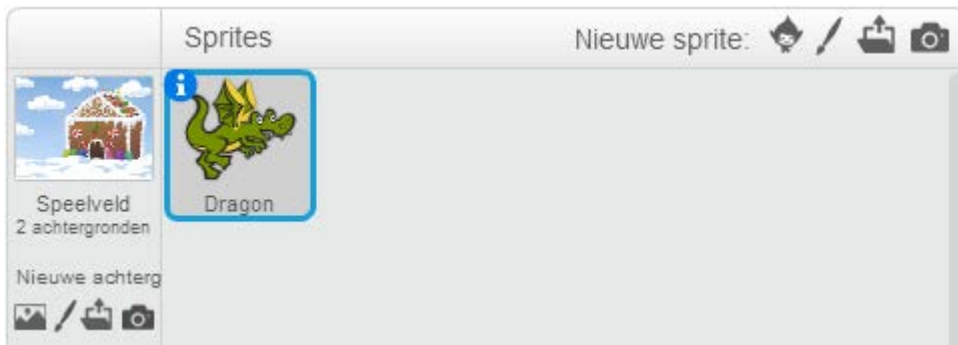 Sprites
Nieuwe sprite:
Speelveld
2 achtergronden
Dragon
Nieuwe achterg